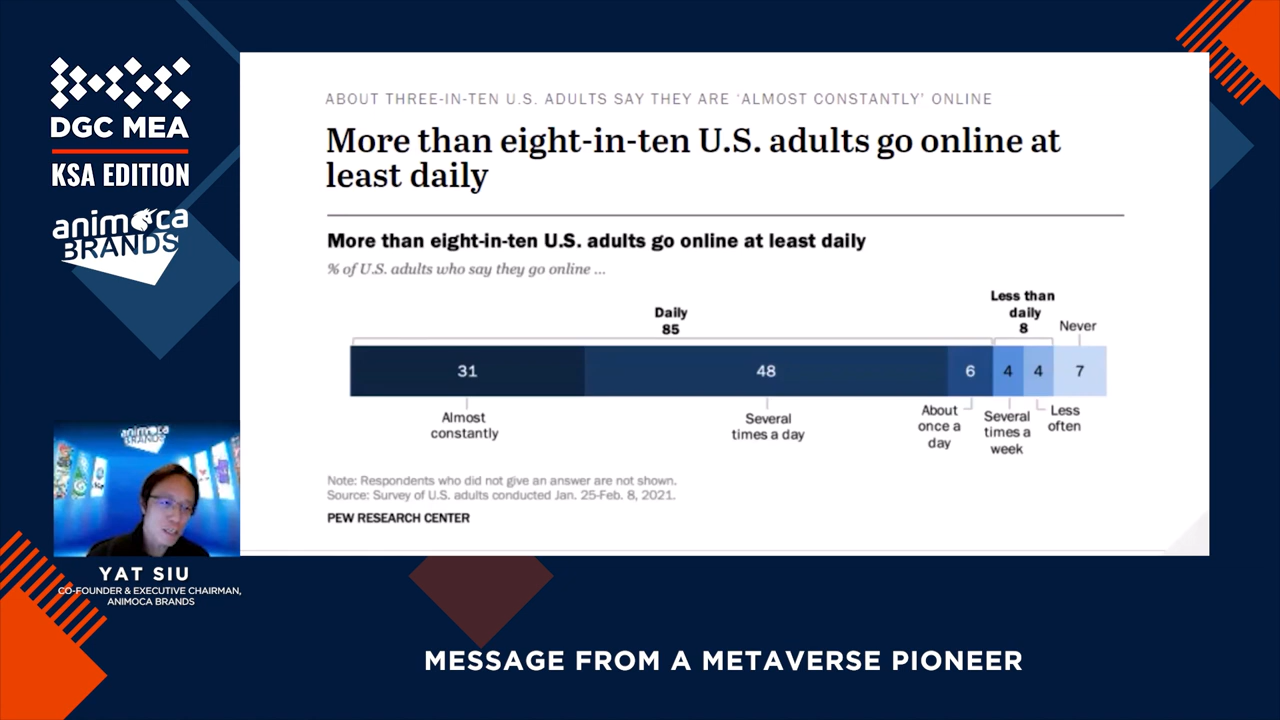 DGC MEA
KSA EDITION
animoca
BRANDS
ABOUT THREE-IN-TEN U.S. ADULTS SAY THEY ARE ‘ALMOST CONSTANTLY’ ONLINE
More than eight-in-ten U.S. adults go online at
least daily
More than eight-in-ten U.S. adults go online at least daily
% of U.S. adults who say they go online ...
Daily
85
Less than
daily
8
Never
31
48
6
4
4
7
Almost
constantly
Several
times a day
About
once a
day
Several
times a
week
Less
often
Note: Respondents who did not give an answer are not shown.
Source: Survey of U.S. adults conducted Jan. 25-Feb. 8, 2021.
PEW RESEARCH CENTER
animoca
BRANDS
YAT SIU
CO-FOUNDER & EXECUTIVE CHAIRMAN,
ANIMOCA BRANDS
MESSAGE FROM A METAVERSE PIONEER